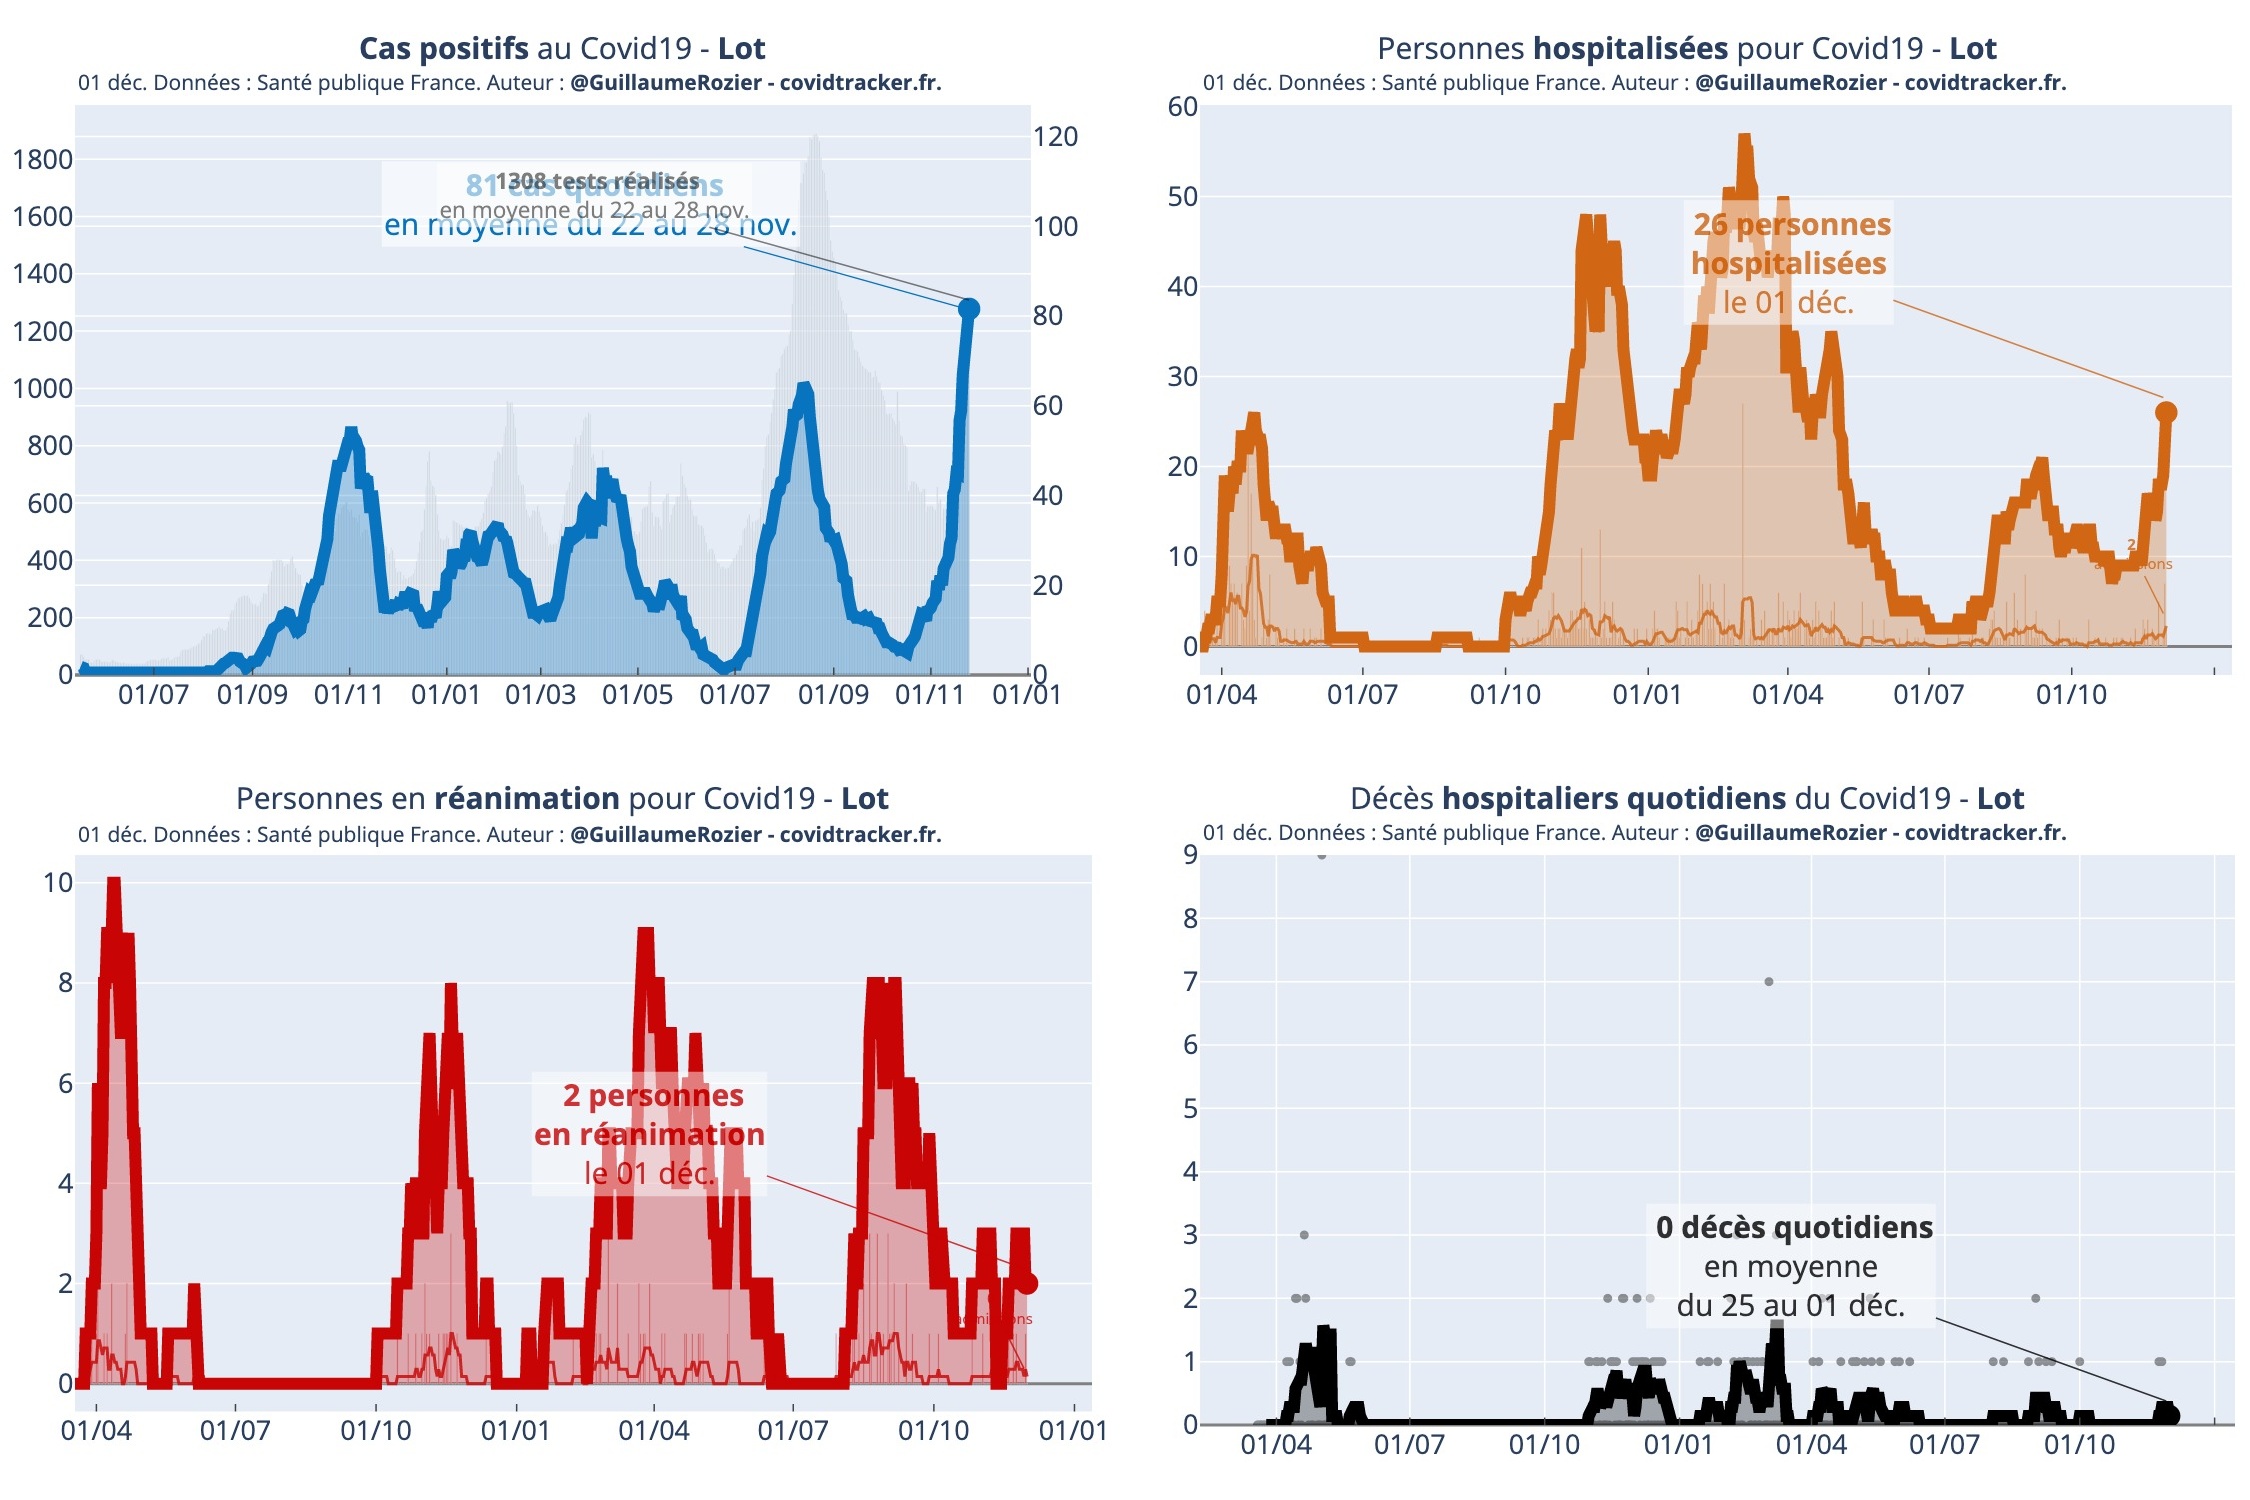 Cas positifs au Covid19 - Lot
01 déc. Données : Santé publique France. Auteur : @GuillaumeRozier - covidtracker.fr.
1800
1600
1400
1200
1000
800
600
400
200
0
120
100
80
60
40
20
0
81 cas quotidiens
en moyenne du 22 au 28 nov.
1308 tests réalisés
en moyenne du 22 au 28 nov.
01/07 01/09 01/11 01/01 01/03 01/05 01/07 01/09 01/11 01/01
Personnes hospitalisées pour Covid19 - Lot
01 déc. Données : Santé publique France. Auteur : @GuillaumeRozier - covidtracker.fr.
60
50
40
30
20
10
0
26 personnes
hospitalisées
le 01 déc.
2
01/04 01/07 01/10 01/01 01/04 01/07 01/10
Personnes en réanimation pour Covid19 - Lot
01 déc. Données : Santé publique France. Auteur : @GuillaumeRozier - covidtracker.fr.
10
8
6
4
2
0
2 personnes
en réanimation
le 01 déc.
admissions
01/04 01/07 01/10 01/01 01/04 01/07 01/10 01/01
Décès hospitaliers quotidiens du Covid19 - Lot
01 déc. Données : Santé publique France. Auteur : @GuillaumeRozier - covidtracker.fr.
9
8
7
6
5
4
3
2
1
0
0 décès quotidiens
en moyenne
du 25 au 01 déc.
01/04 01/07 01/10 01/01 01/04 01/07 01/10